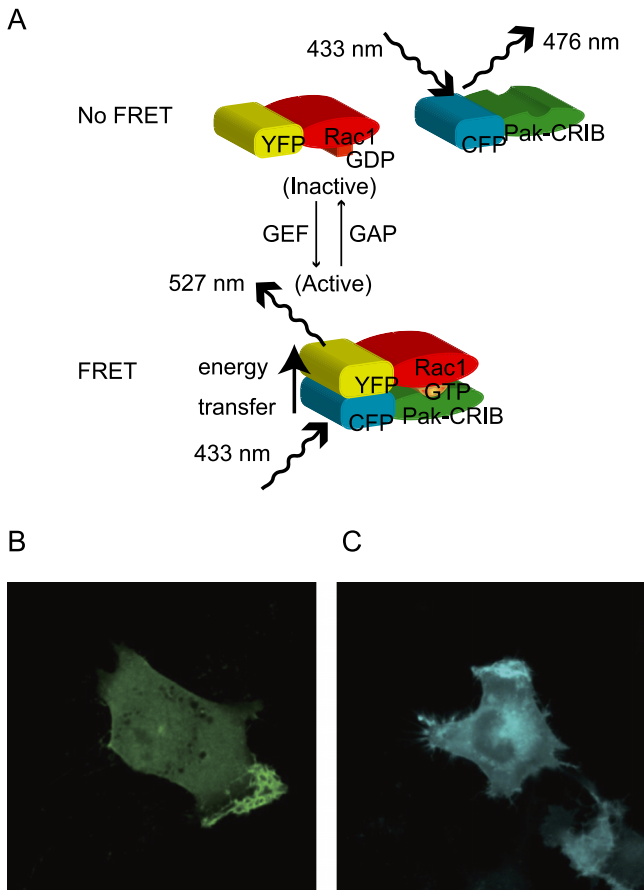 A
433 nm
476 nm
No FRET
YFP
Rac1
GDP
CFP
Pak-CRIB
(Inactive)
GEF
GAP
(Active)
527 nm
FRET
energy
transfer
YFP
Rac1
GTP
CFP
Pak-CRIB
433 nm
B
C